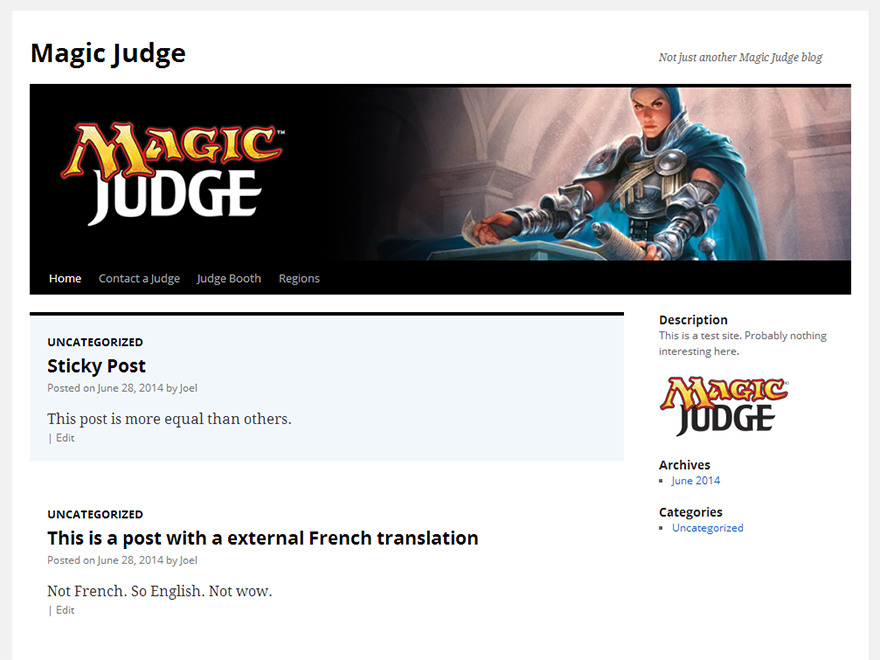 Magic Judge
Not just another Magic Judge blog
MAGIC™
JUDGE
Home Contact a Judge Judge Booth Regions
UNCATEGORIZED
Sticky Post
Posted on June 28, 2014 by Joel
This post is more equal than others.
| Edit
UNCATEGORIZED
This is a post with a external French translation
Posted on June 28, 2014 by Joel
Not French. So English. Not wow.
| Edit
Description
This is a test site. Probably nothing
interesting here.
MAGIC®
JUDGE
Archives
June 2014
Categories
Uncategorized